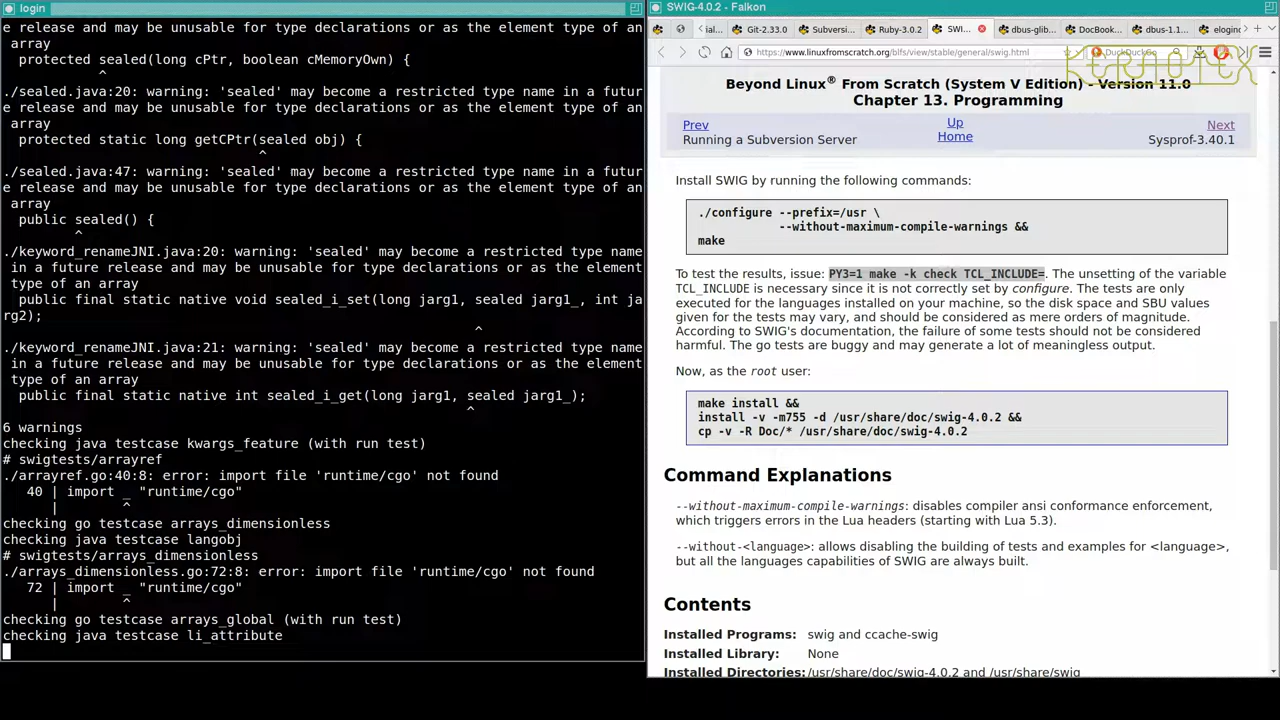 login
e release and may be unusable for type declarations or as the element type of an
 array
 protected sealed(long cPtr, boolean cMemoryOwn) {
^
./sealed.java:20: warning: 'sealed' may become a restricted type name in a futur
e release and may be unusable for type declarations or as the element type of an
 array
 protected static long getCPtr(sealed obj) {
^
./sealed.java:47: warning: 'sealed' may become a restricted type name in a futur
e release and may be unusable for type declarations or as the element type of an
 array
 public sealed() {
^
./keyword_renameJNI.java:20: warning: 'sealed' may become a restricted type name
 in a future release and may be unusable for type declarations or as the element
 type of an array
 public final static native void sealed_i_set(long jarg1, sealed jarg1_, int ja
rg2);
^
./keyword_renameJNI.java:21: warning: 'sealed' may become a restricted type name
 in a future release and may be unusable for type declarations or as the element
 type of an array
 public final static native int sealed_i_get(long jarg1, sealed jarg1_);
^
6 warnings
checking java testcase kwargs_feature (with run test)
# swigtests/arrayref
./arrayref.go:40:8: error: import file 'runtime/cgo' not found
 40 | import _ "runtime/cgo"
 | ^
checking go testcase arrays_dimensionless
checking java testcase langobj
# swigtests/arrays_dimensionless
./arrays_dimensionless.go:72:8: error: import file 'runtime/cgo' not found
 72 | import _ "runtime/cgo"
 | ^
checking go testcase arrays_global (with run test)
checking java testcase li_attribute
SWIG-4.0.2 - Falkon
ial... Git-2.33.0 Subversi... Ruby-3.0.2 SWI... dbus-glib... DocBook... dbus-1.1... elogin
https://www.linuxfromscratch.org/blfs/view/stable/general/swig.html DuckDuckGo
KERAOTEX
Beyond Linux® From Scratch (System V Edition) - Version 11.0
Chapter 13. Programming
Prev Up Next
Running a Subversion Server Home Sysprof-3.40.1
Install SWIG by running the following commands:
./configure --prefix=/usr \
 --without-maximum-compile-warnings &&
make
To test the results, issue: PY3=1 make -k check TCL_INCLUDE=. The unsetting of the variable
TCL_INCLUDE is necessary since it is not correctly set by configure. The tests are only
executed for the languages installed on your machine, so the disk space and SBU values
given for the tests may vary, and should be considered as mere orders of magnitude.
According to SWIG's documentation, the failure of some tests should not be considered
harmful. The go tests are buggy and may generate a lot of meaningless output.
Now, as the root user:
make install &&
install -v -m755 -d /usr/share/doc/swig-4.0.2 &&
cp -v -R Doc/* /usr/share/doc/swig-4.0.2
Command Explanations
--without-maximum-compile-warnings: disables compiler ansi conformance enforcement,
which triggers errors in the Lua headers (starting with Lua 5.3).
--without-<language>: allows disabling the building of tests and examples for <language>,
but all the languages capabilities of SWIG are always built.
Contents
Installed Programs: swig and ccache-swig
Installed Library: None
Installed Directories: /usr/share/doc/swig-4.0.2 and /usr/share/swig